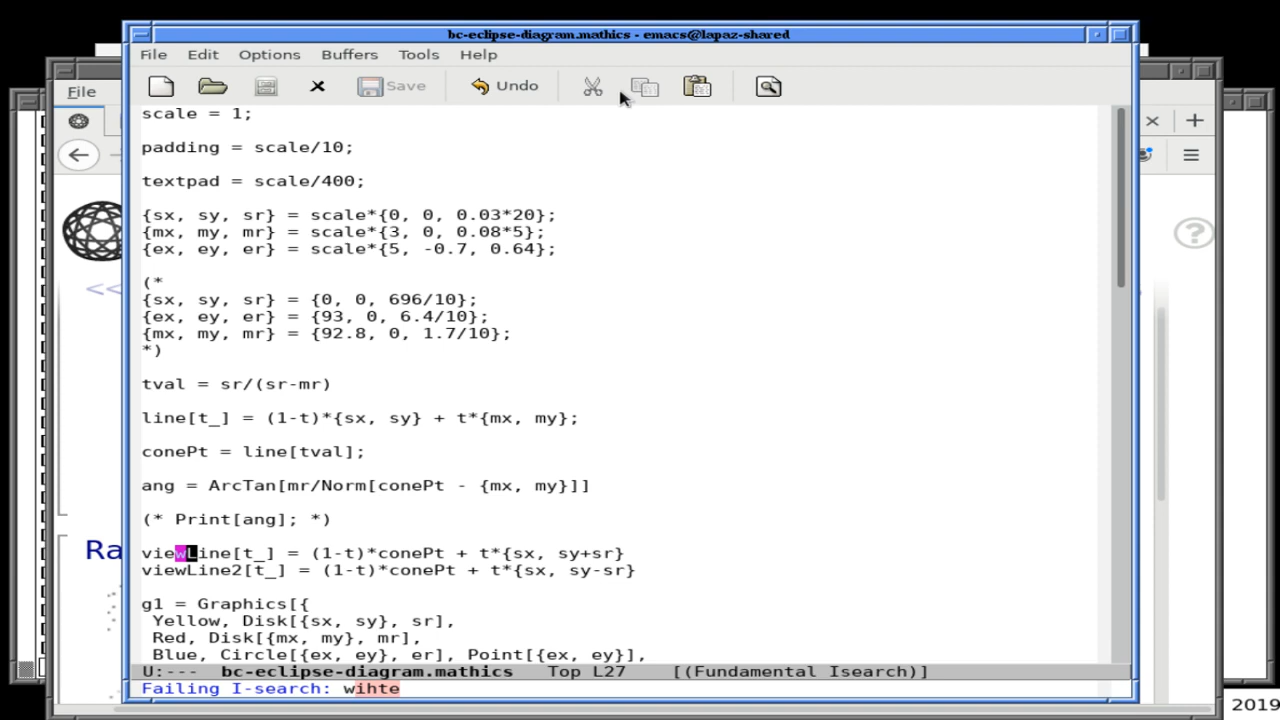 bc-eclipse-diagram.mathics - emacs@lapaz-shared
File Edit Options Buffers Tools Help
Save Undo
File
scale = 1;
padding = scale/10;
textpad = scale/400;
{sx, sy, sr} = scale*{0, 0, 0.03*20};
{mx, my, mr} = scale*{3, 0, 0.08*5};
{ex, ey, er} = scale*{5, -0.7, 0.64};
(*
{sx, sy, sr} = {0, 0, 696/10};
{ex, ey, er} = {93, 0, 6.4/10};
{mx, my, mr} = {92.8, 0, 1.7/10};
*)
tval = sr/(sr-mr)
line[t_] = (1-t)*{sx, sy} + t*{mx, my};
conePt = line[tval];
ang = ArcTan[mr/Norm[conePt - {mx, my}]]
(* Print[ang]; *)
viewLine[t_] = (1-t)*conePt + t*{sx, sy+sr}
viewLine2[t_] = (1-t)*conePt + t*{sx, sy-sr}
g1 = Graphics[{
Yellow, Disk[{sx, sy}, sr],
Red, Disk[{mx, my}, mr],
Blue, Circle[{ex, ey}, er], Point[{ex, ey}],
U:--- bc-eclipse-diagram.mathics Top L27 [(Fundamental Isearch)]
Failing I-search: wihte
<<
?
Ra
2019